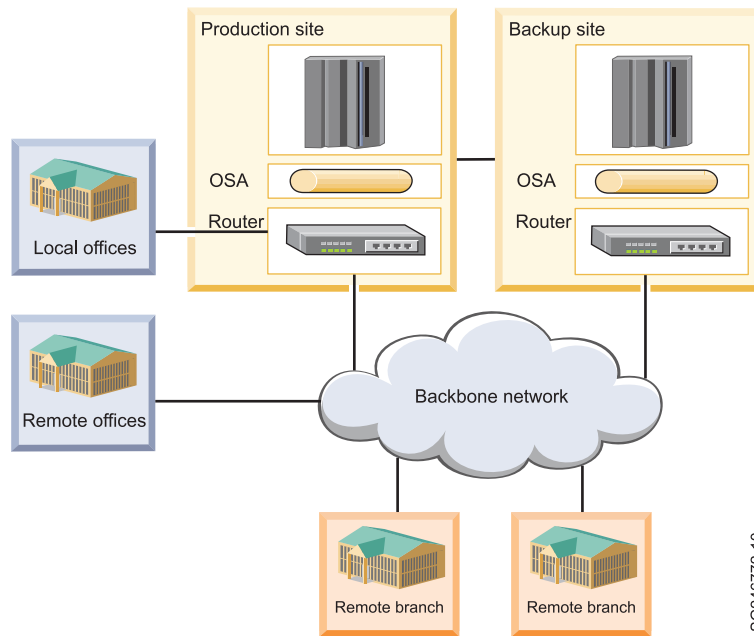 Production site
Backup site
OSA
OSA
Router
Router
Local offices
Remote offices
Backbone network
Remote branch
Remote branch